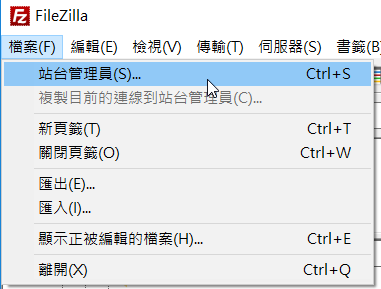 FileZilla
檔案(F) 編輯(E) 檢視(V) 傳輸(T) 伺服器(S) 書籤(B)
站台管理員(S)... Ctrl+S
複製目前的連線到站台管理員(C)...
新頁籤(T) Ctrl+T
關閉頁籤(O) Ctrl+W
匯出(E)...
匯入(I)...
顯示正被編輯的檔案(H)... Ctrl+E
離開(X) Ctrl+Q